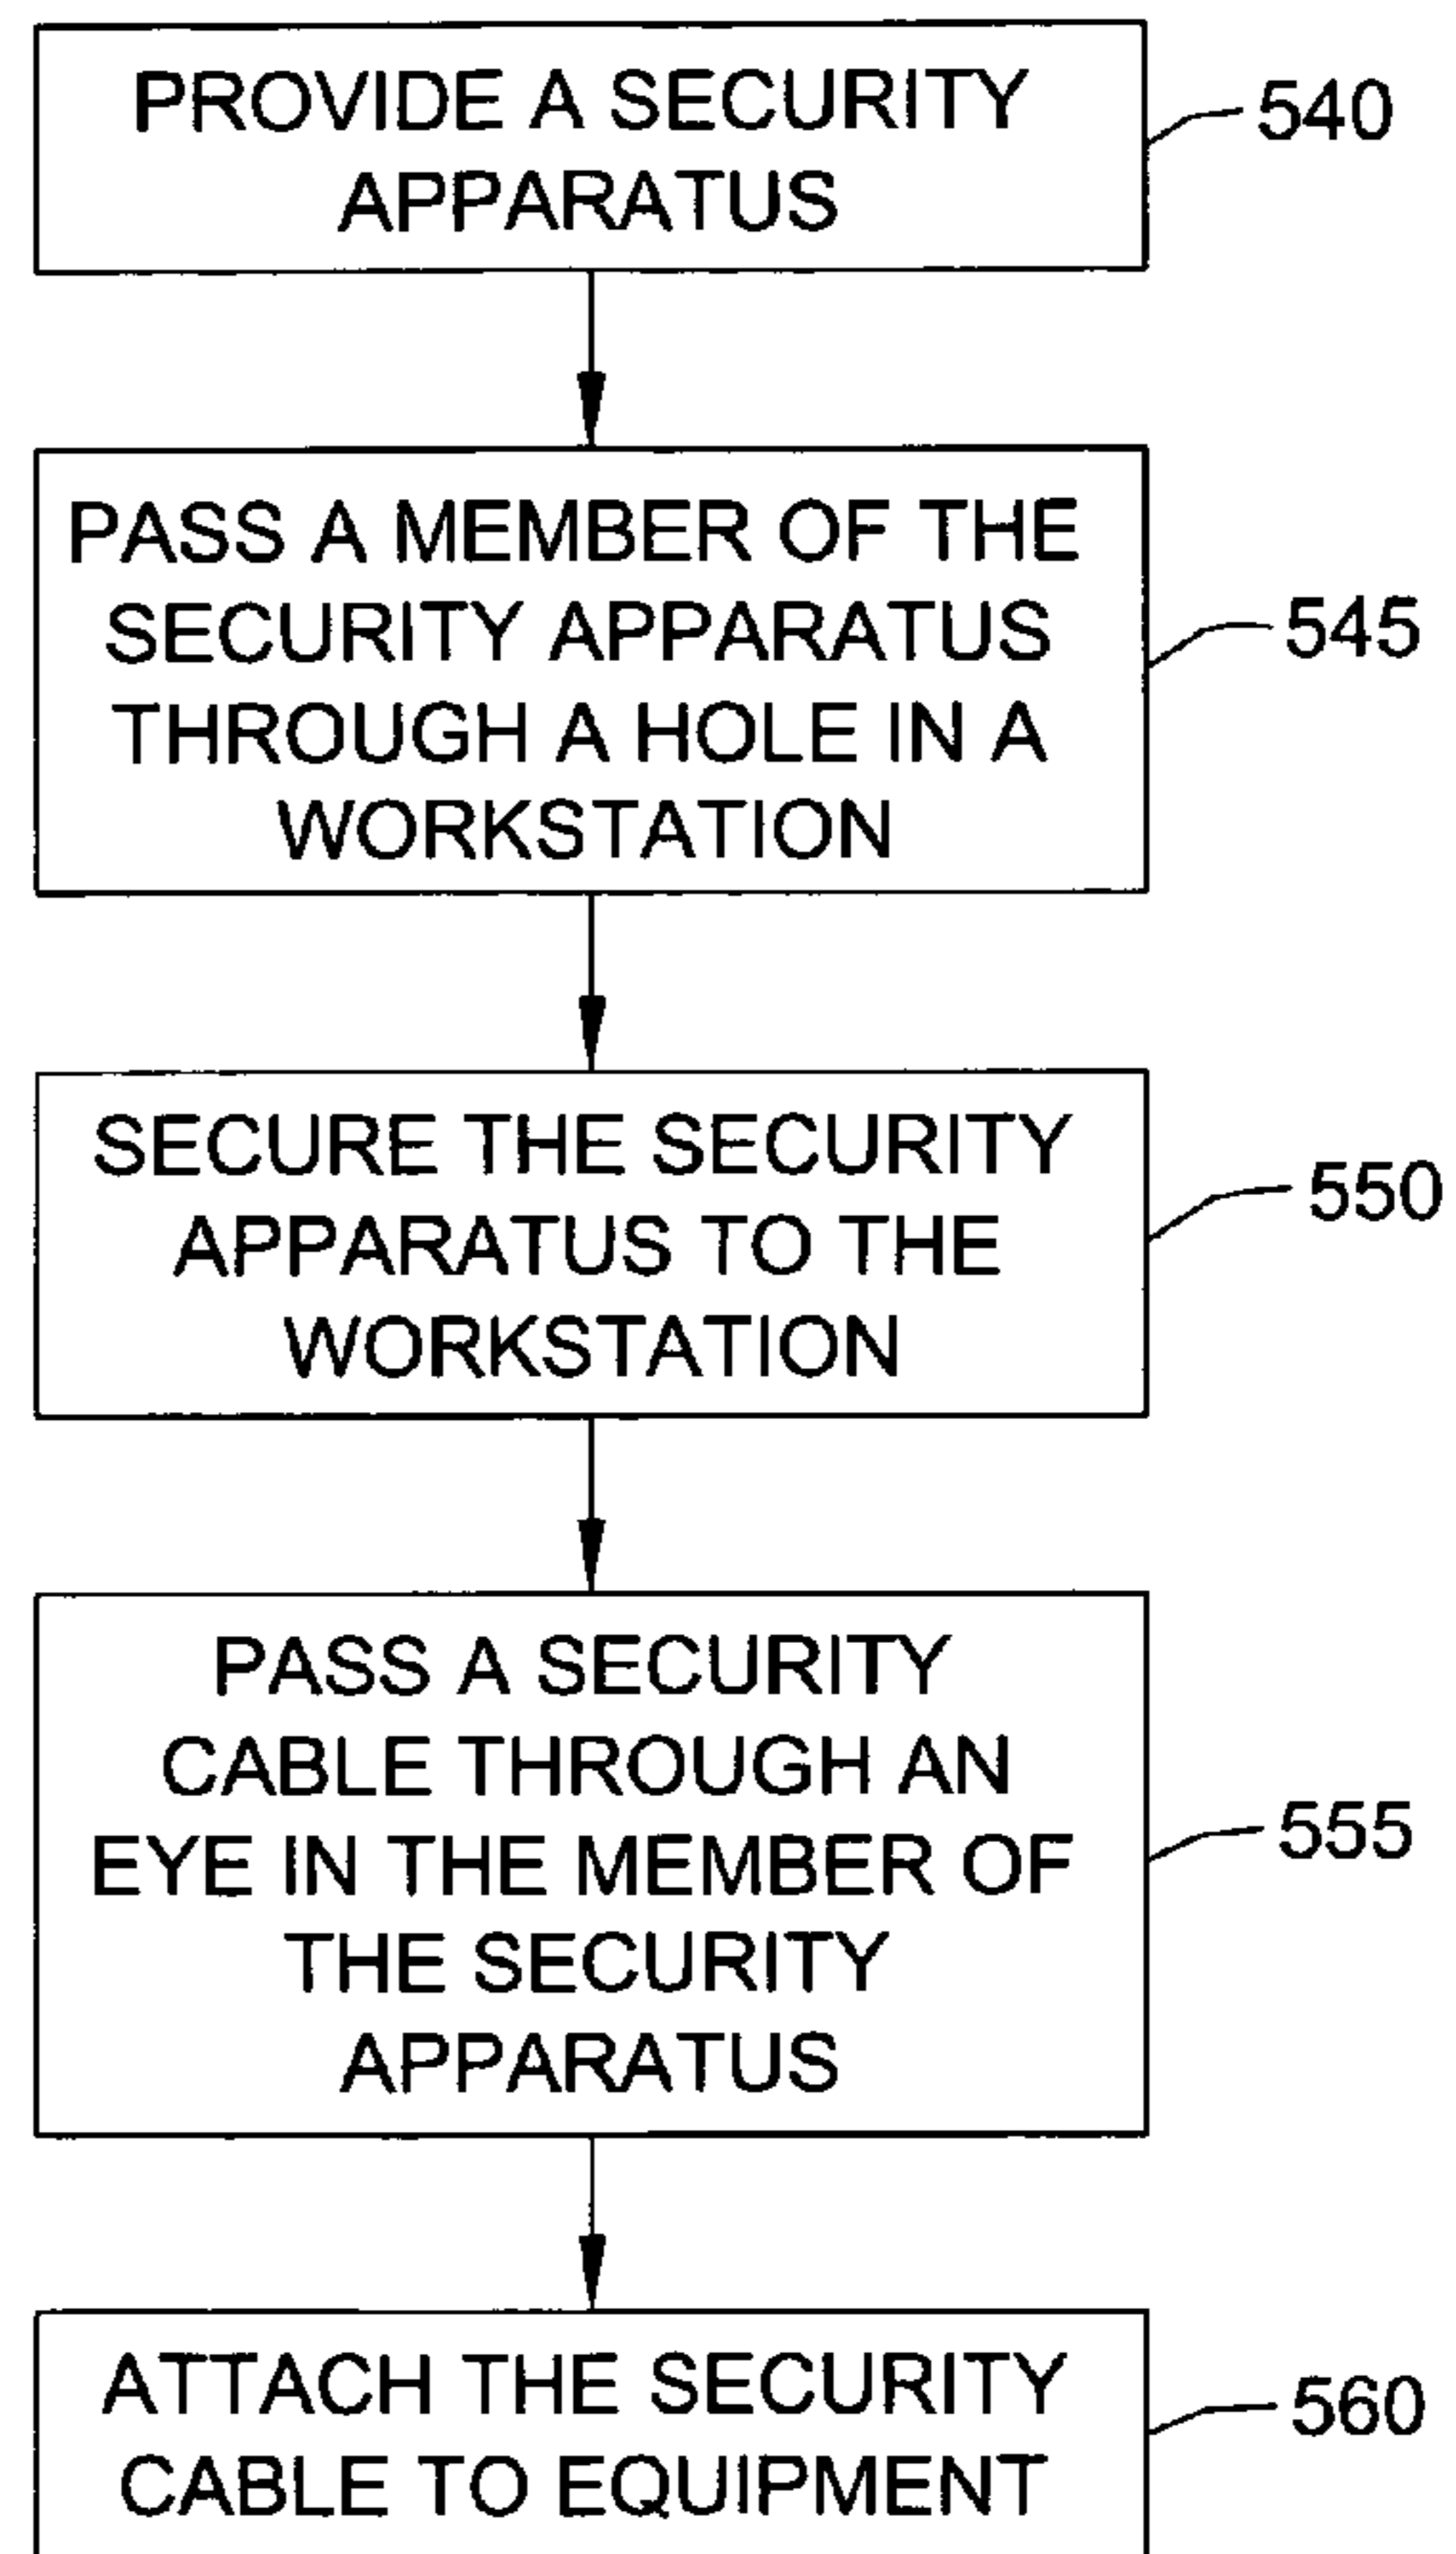 PROVIDE A SECURITY
APPARATUS
540
PASS A MEMBER OF THE
SECURITY APPARATUS
THROUGH A HOLE IN A
WORKSTATION
545
SECURE THE SECURITY
APPARATUS TO THE
WORKSTATION
550
PASS A SECURITY
CABLE THROUGH AN
EYE IN THE MEMBER OF
THE SECURITY
APPARATUS
555
ATTACH THE SECURITY
CABLE TO EQUIPMENT
560